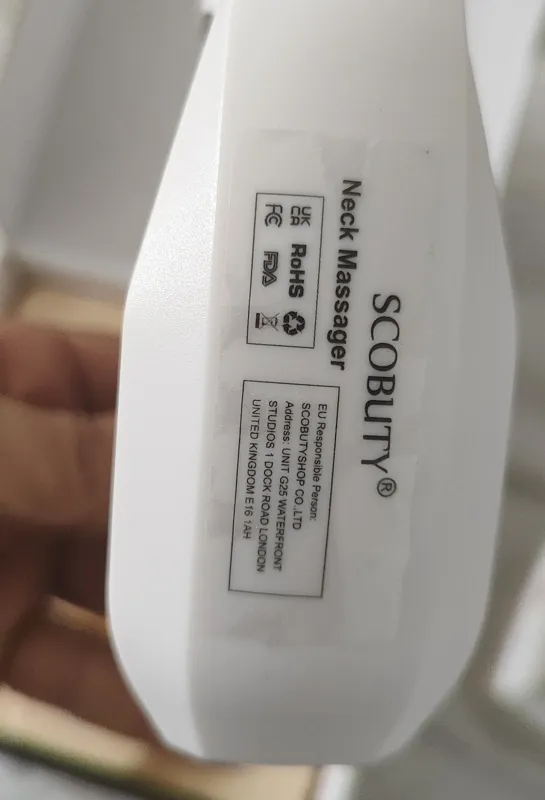 SCOBUTY®
Neck Massager
UK CA RoHS
FC FDA
EU Responsible Person:
SCOBUTYSHOP CO.,LTD
Address: UNIT G25 WATERFRONT
STUDIOS 1 DOCK ROAD LONDON
UNITED KINGDOM E16 1AH